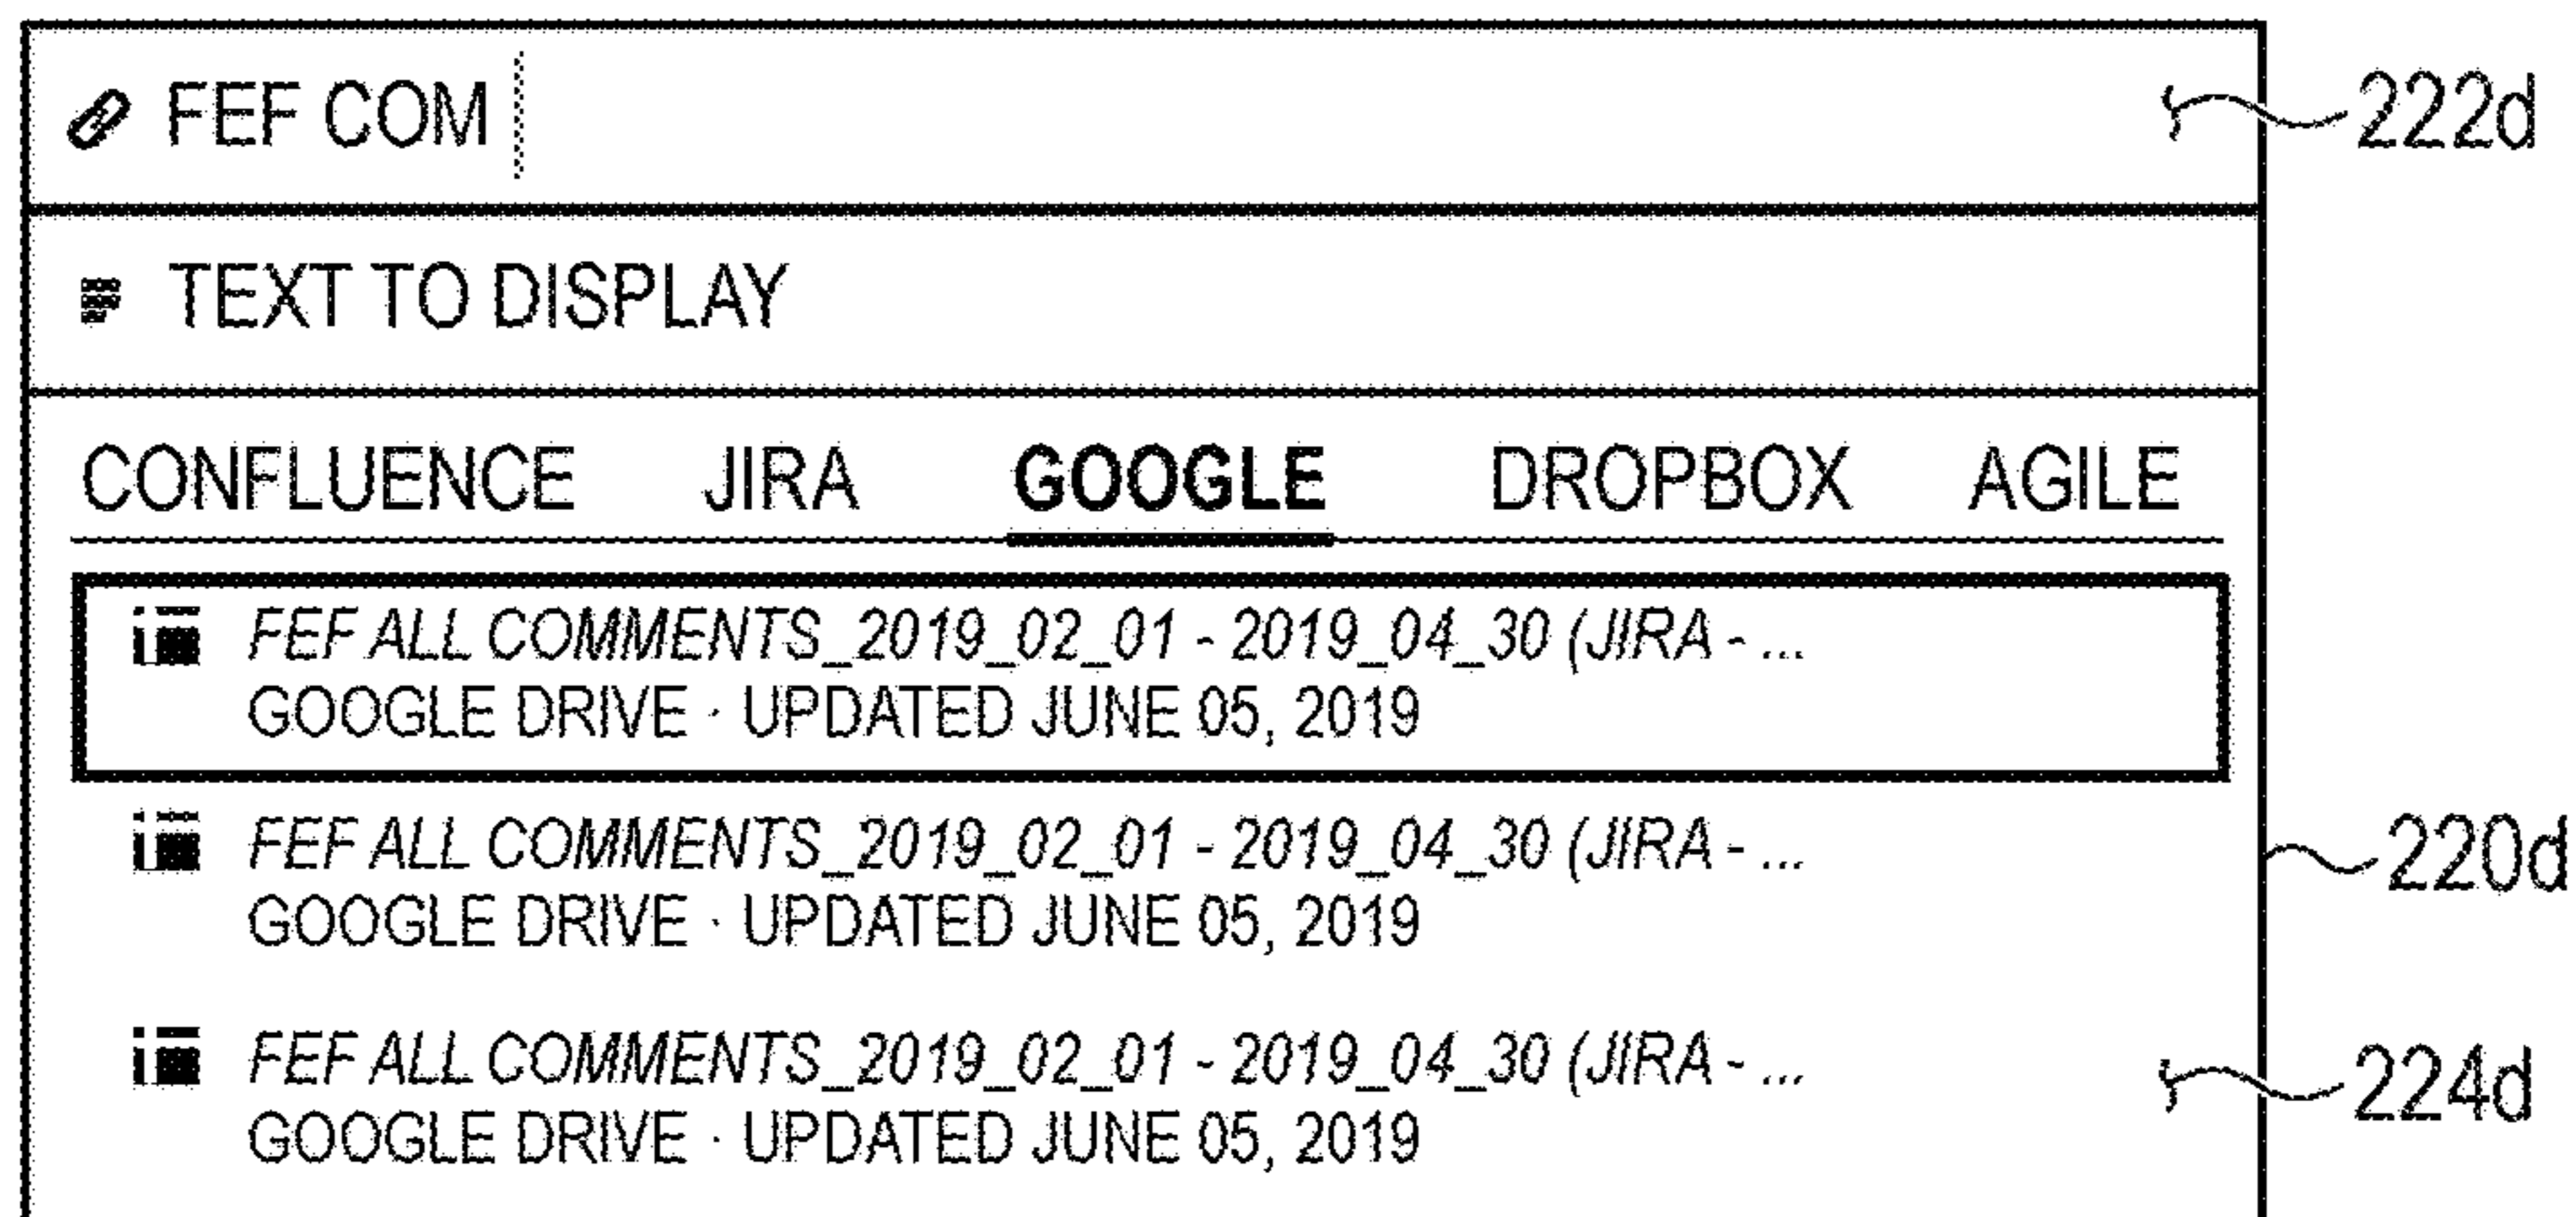 FEF COM
222d
TEXT TO DISPLAY
CONFLUENCE JIRA GOOGLE DROPBOX AGILE
FEF ALL COMMENTS_2019_02_01 - 2019_04_30 (JIRA - ...
GOOGLE DRIVE · UPDATED JUNE 05, 2019
FEF ALL COMMENTS_2019_02_01 - 2019_04_30 (JIRA - ...
220d
GOOGLE DRIVE · UPDATED JUNE 05, 2019
FEF ALL COMMENTS_2019_02_01 - 2019_04_30 (JIRA - ...
224d
GOOGLE DRIVE · UPDATED JUNE 05, 2019